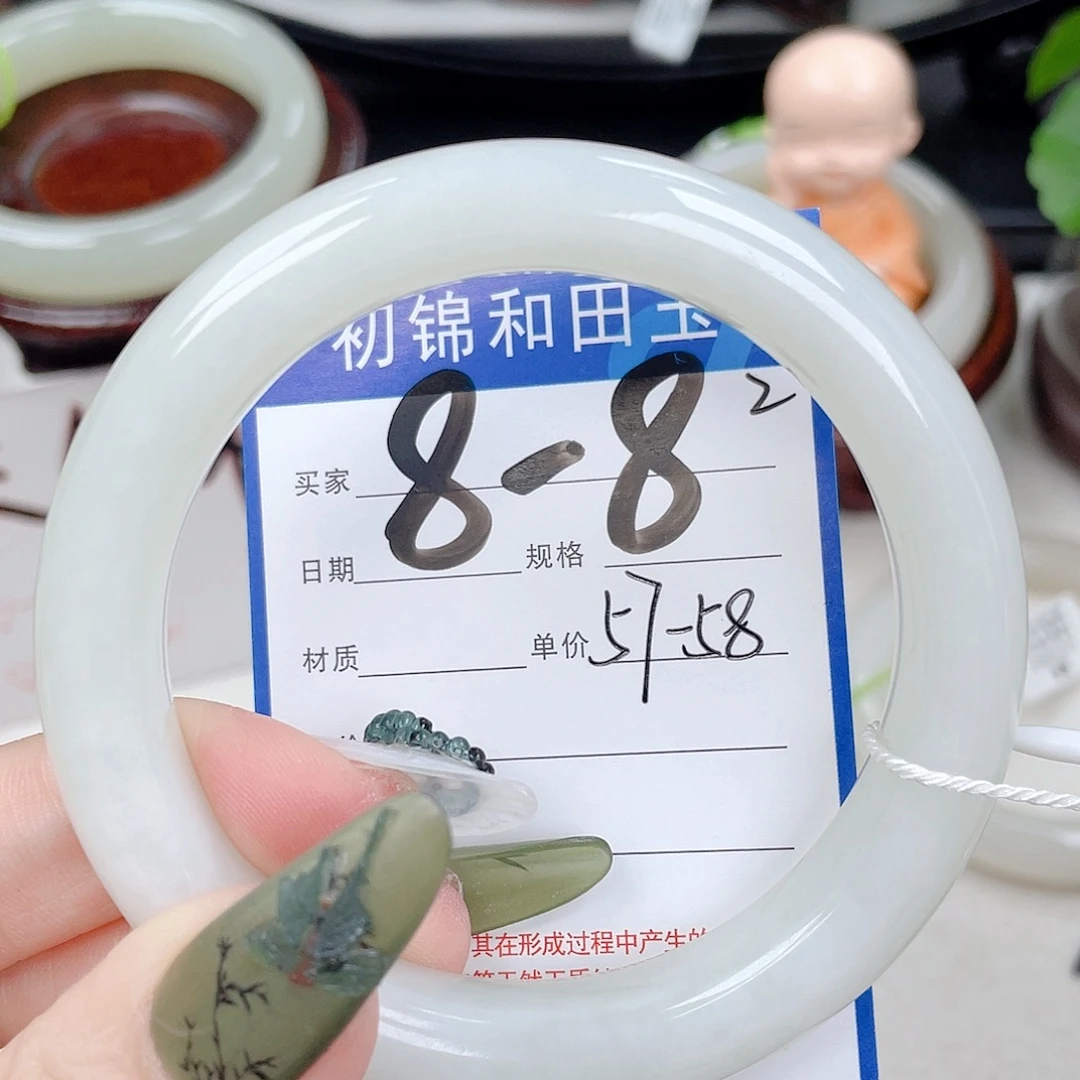 初锦和田玉
8-8 2
买家
日期 规格
材质 单价 57-58
其在形成过程中产生的